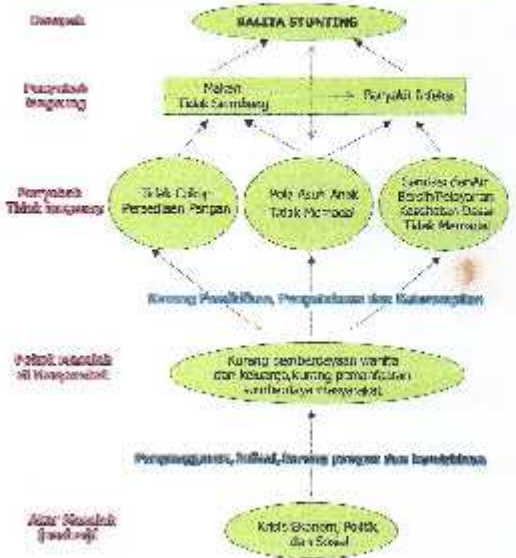 Dampak
BALITA STUNTING
Penyebab
langsung
Makan
Tidak Seimbang
Penyakit Infeksi
Penyebab
Tidak langsung
Tidak Cukup
Persediaan Pangan
Pola Asuh Anak
Tidak Memadai
Sanitasi dan Air
Bersih/Pelayanan
Kesehatan Dasar
Tidak Memadai
Kurang Pendidikan, Pengetahuan dan Keterampilan
Pokok Masalah
di Masyarakat
Kurang pemberdayaan wanita
dan keluarga, kurang pemanfaatan
sumberdaya masyarakat
Pengangguran, Inflasi, kurang pangan dan kemiskinan
Akar Masalah
Krisis Ekonomi, Politik,
dan Sosial